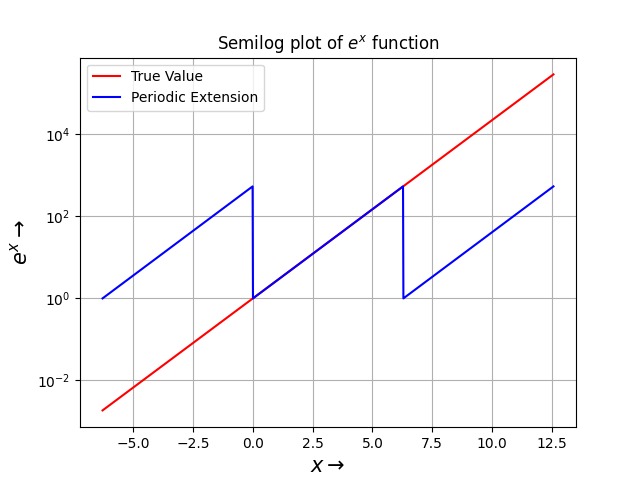 Semilog plot of e^x function
True Value
Periodic Extension
10^4
10^2
10^0
10^−2
e^x →
−5.0 −2.5 0.0 2.5 5.0 7.5 10.0 12.5
x →